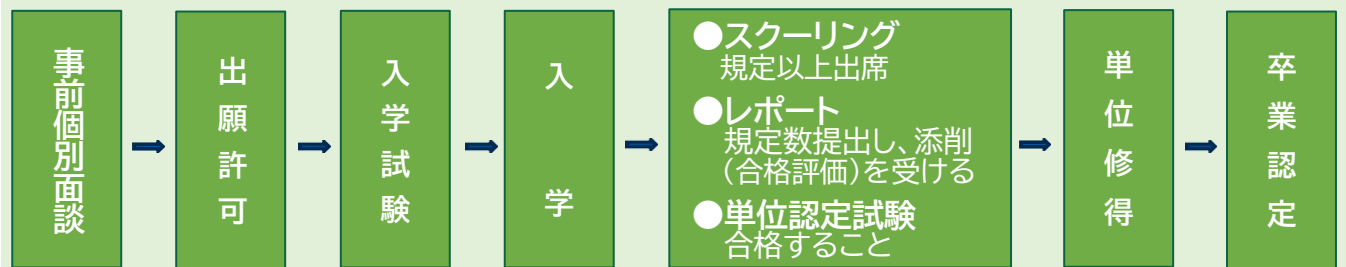 事前個別面談
出願許可
入学試験
入学
●スクーリング
規定以上出席
●レポート
規定数提出し、添削
(合格評価)を受ける
●単位認定試験
合格すること
単位修得
卒業認定